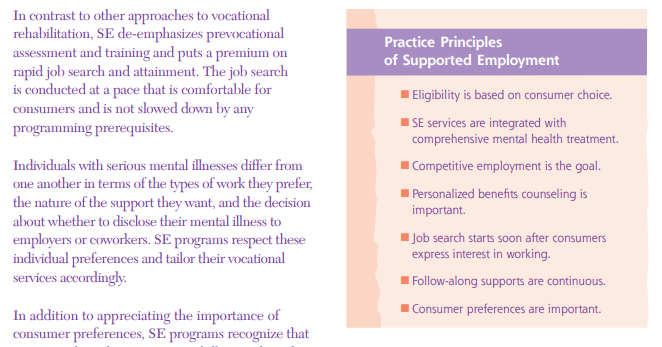 In contrast to other approaches to vocational
rehabilitation, SE de-emphasizes prevocational
assessment and training and puts a premium on
rapid job search and attainment. The job search
is conducted at a pace that is comfortable for
consumers and is not slowed down by any
programming prerequisites.
Individuals with serious mental illnesses differ from
one another in terms of the types of work they prefer,
the nature of the support they want, and the decision
about whether to disclose their mental illness to
employers or coworkers. SE programs respect these
individual preferences and tailor their vocational
services accordingly.
In addition to appreciating the importance of
consumer preferences, SE programs recognize that
Practice Principles
of Supported Employment
Eligibility is based on consumer choice.
SE services are integrated with
comprehensive mental health treatment.
Competitive employment is the goal.
Personalized benefits counseling is
important.
Job search starts soon after consumers
express interest in working.
Follow-along supports are continuous.
Consumer preferences are important.